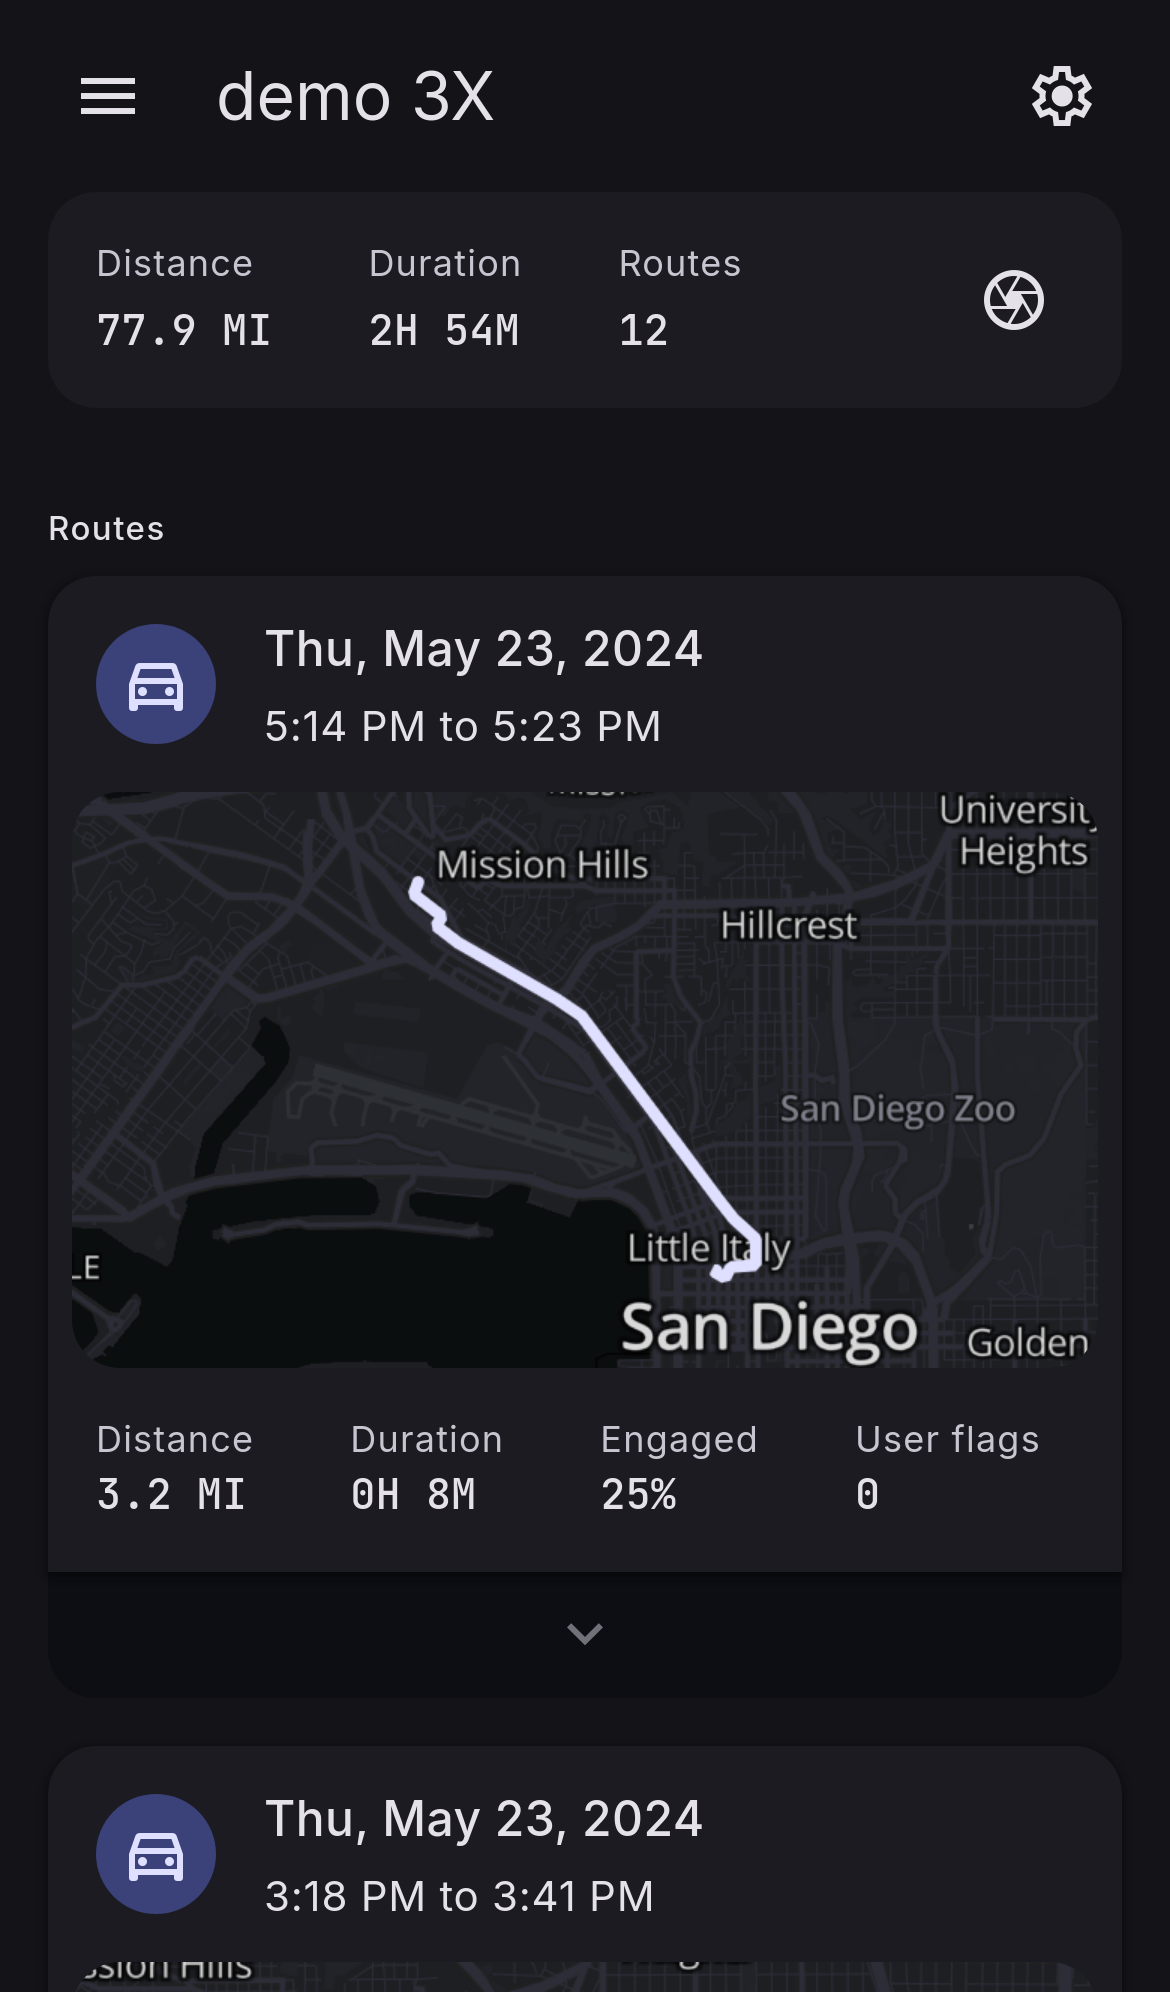 demo 3X
Distance Duration Routes
77.9 MI 2H 54M 12
Routes
Thu, May 23, 2024
5:14 PM to 5:23 PM
University
Heights
Mission Hills
Hillcrest
San Diego Zoo
Little Italy
LE
San Diego
Golden
Distance Duration Engaged User flags
3.2 MI 0H 8M 25% 0
Thu, May 23, 2024
3:18 PM to 3:41 PM
ssion Hills